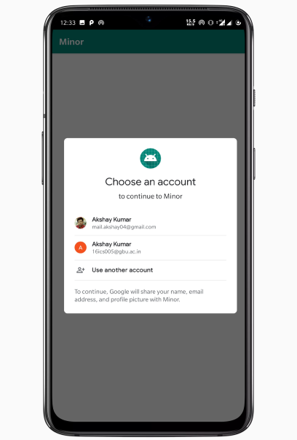 12:33
Minor
Choose an account
to continue to Minor
Akshay Kumar
mail.akshay04@gmail.com
A
Akshay Kumar
16ics005@gbu.ac.in
Use another account
To continue, Google will share your name, email
address, and profile picture with Minor.